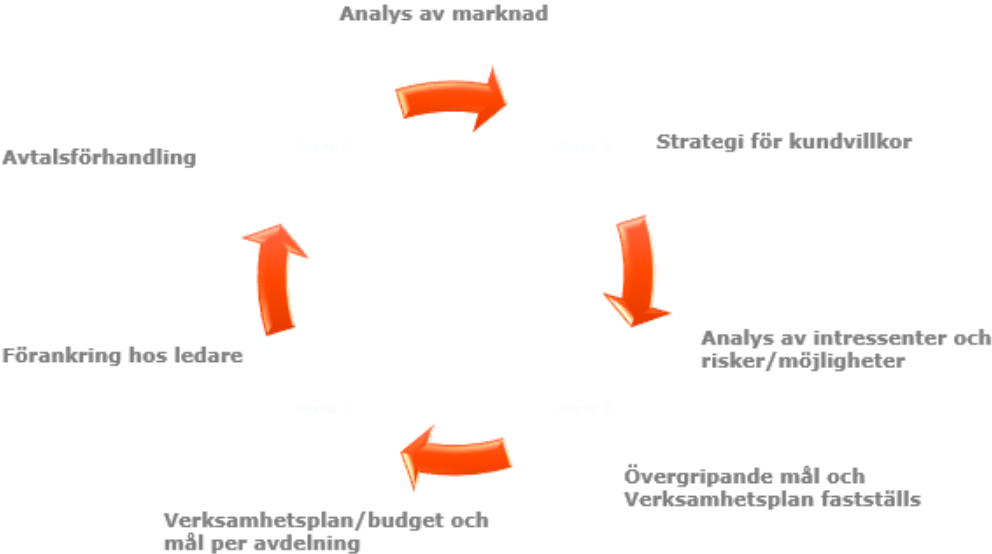 Analys av marknad
Strategi för kundvillkor
Analys av intressenter och
risker/möjligheter
Övergripande mål och
Verksamhetsplan fastställs
Verksamhetsplan/budget och
mål per avdelning
Förankring hos ledare
Avtalsförhandling